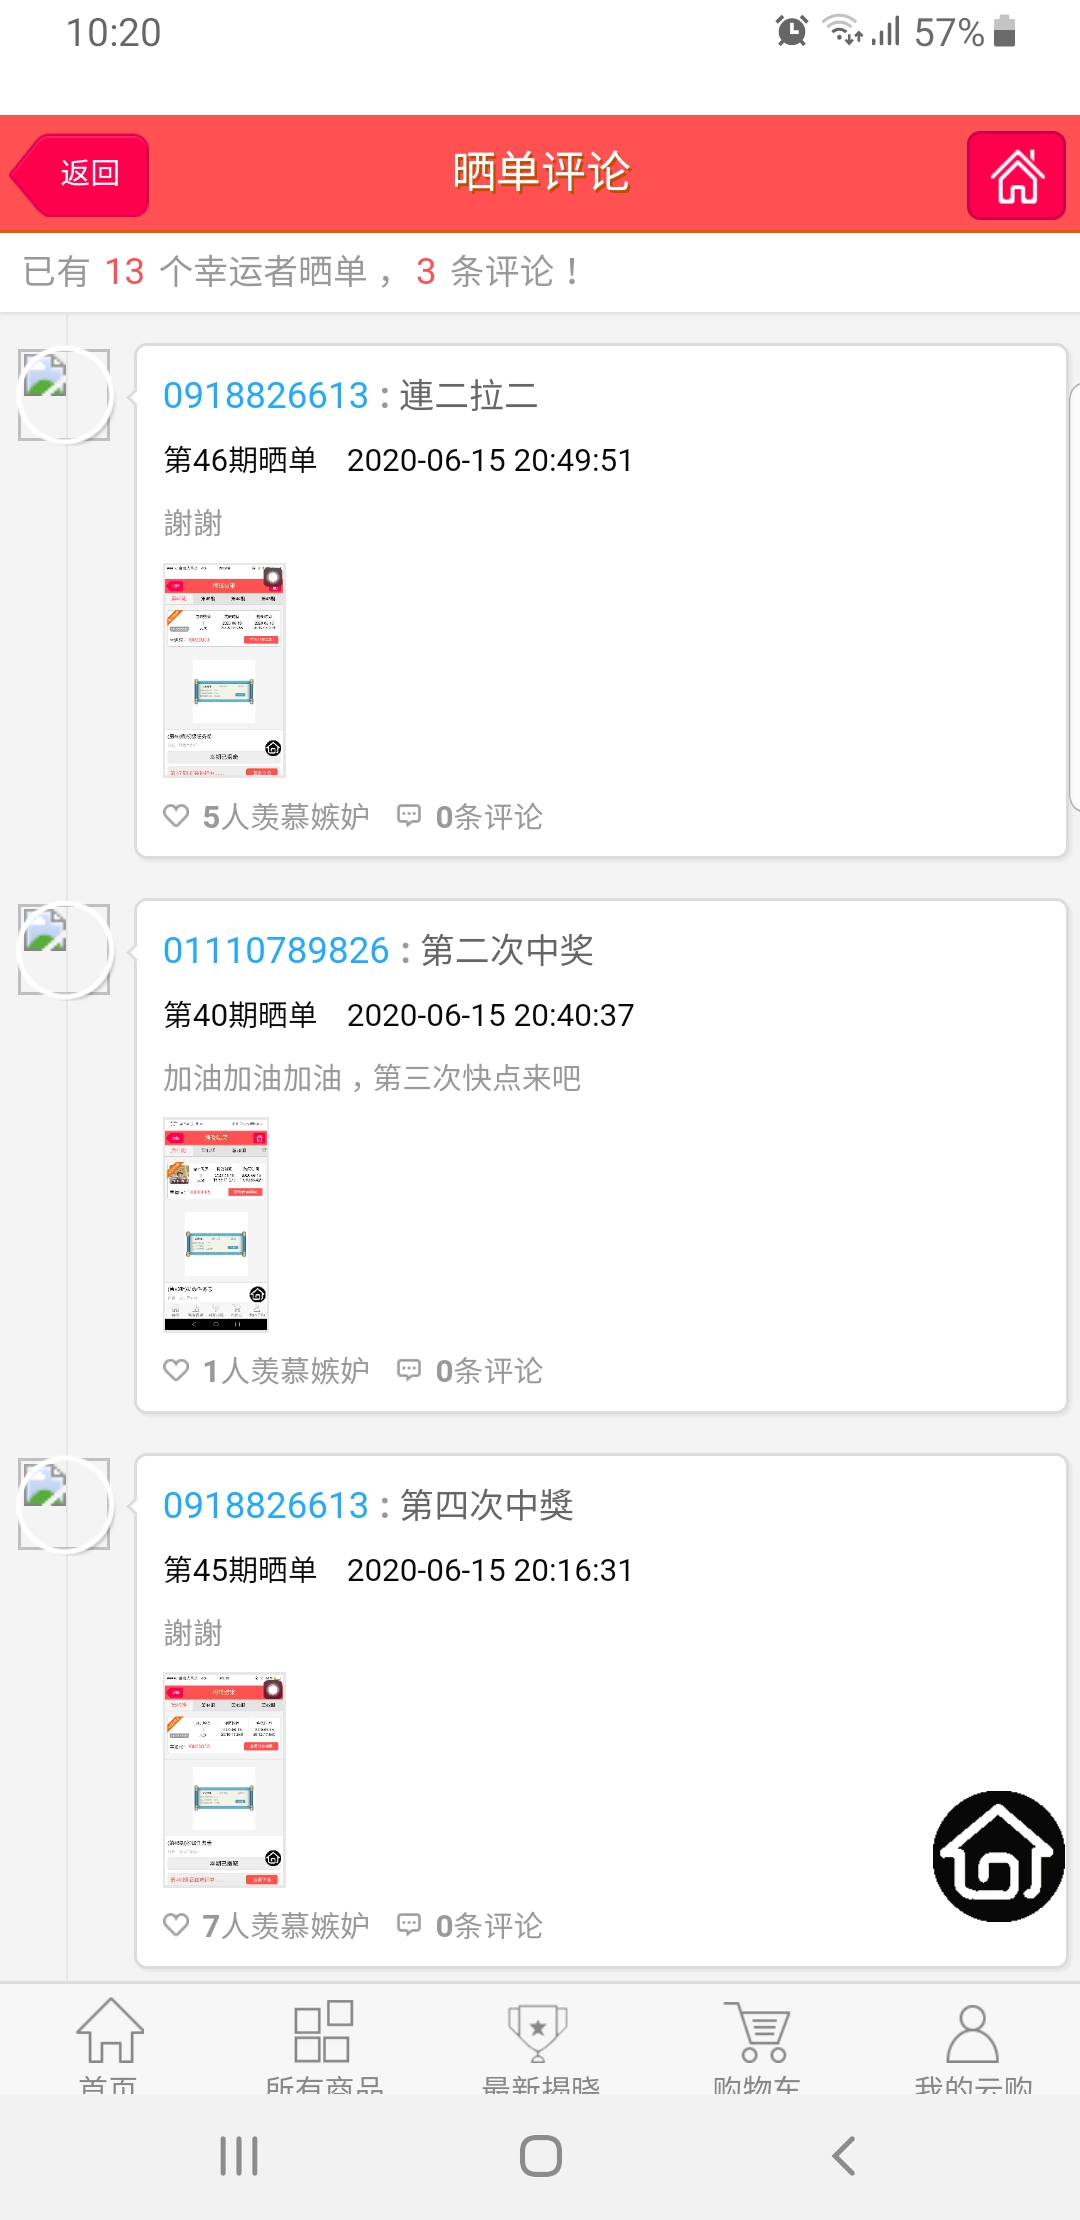 10:20
57%
返回
晒单评论
已有 13 个幸运者晒单，3 条评论！
0918826613 : 連二拉二
第46期晒单 2020-06-15 20:49:51
謝謝
5人羡慕嫉妒 0条评论
01110789826 : 第二次中奖
第40期晒单 2020-06-15 20:40:37
加油加油加油，第三次快点来吧
1人羡慕嫉妒 0条评论
0918826613 : 第四次中獎
第45期晒单 2020-06-15 20:16:31
謝謝
7人羡慕嫉妒 0条评论
首页 所有商品 最新揭晓 购物车 我的云购